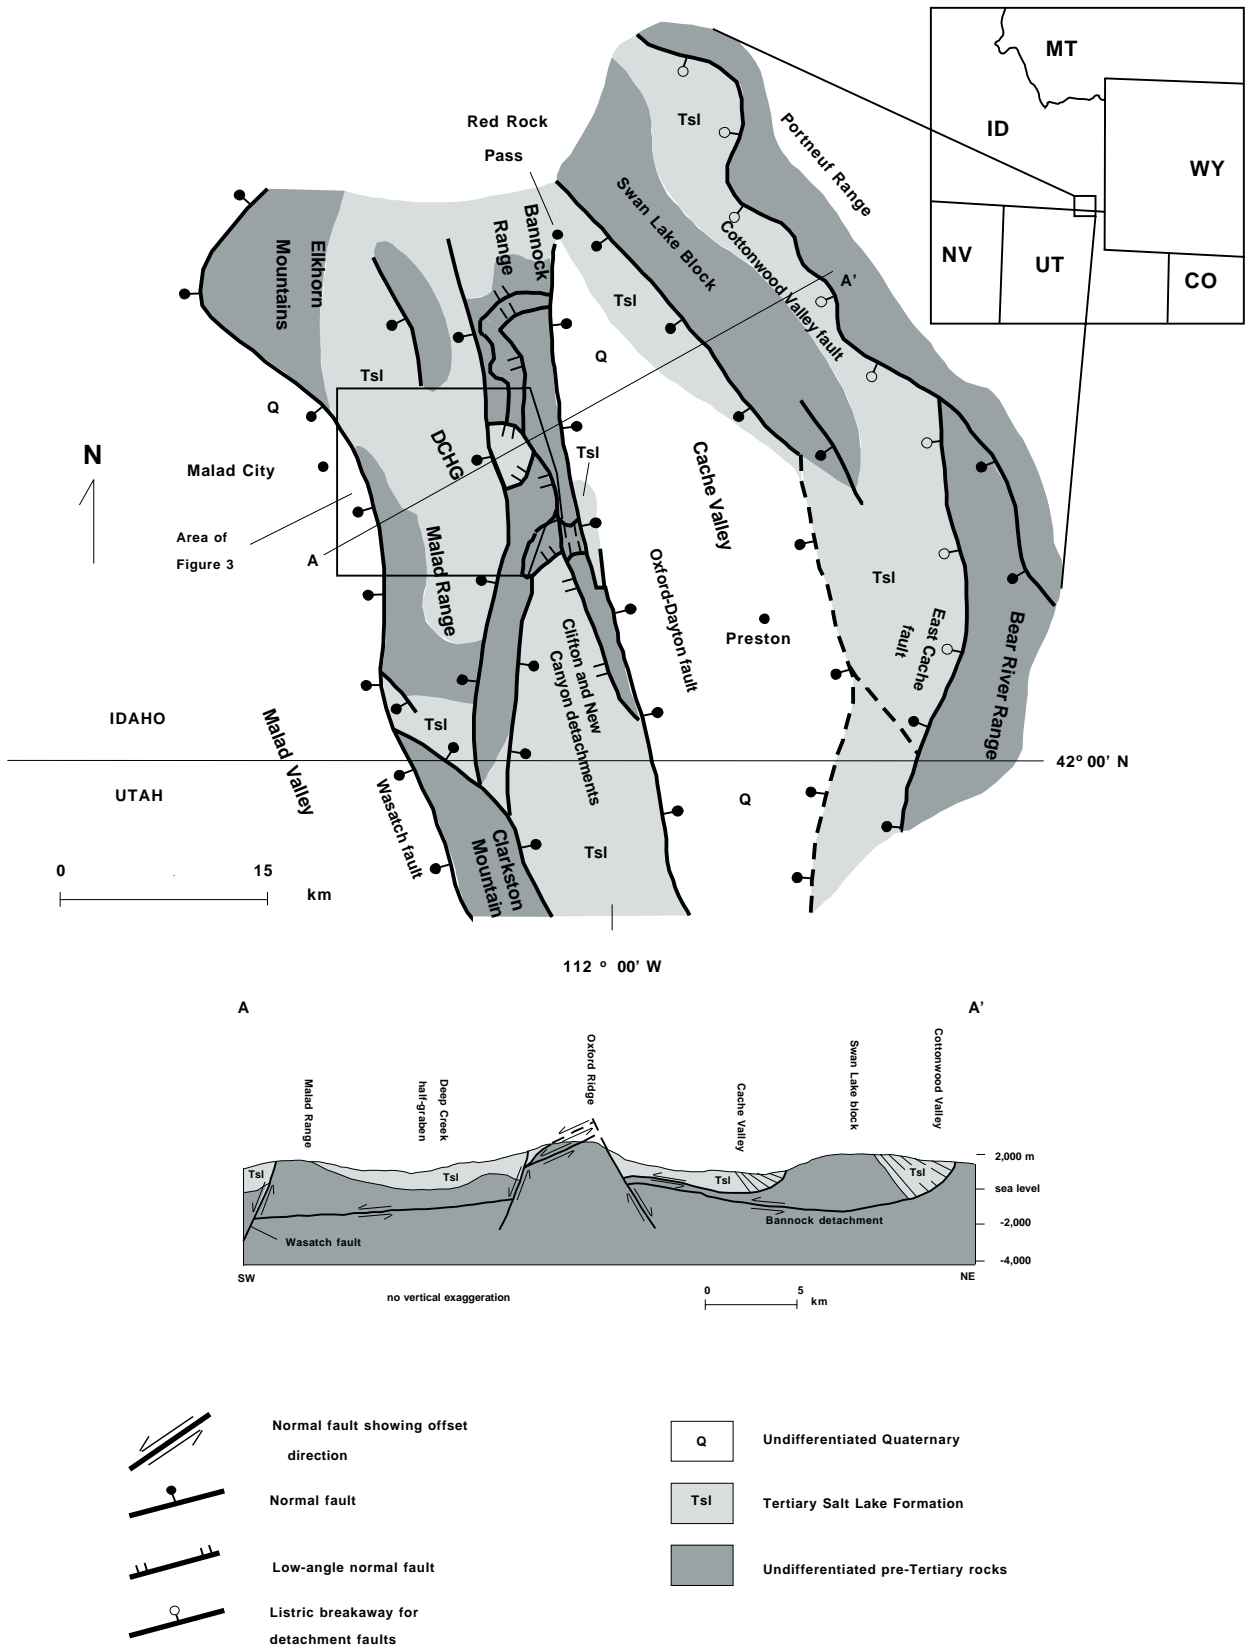 MT
ID
WY
NV
UT
CO
Red Rock
Pass
Tsl
Portneuf Range
Swan Lake Block
Cottonwood Valley fault
Bannock
Range
Elkhorn
Mountains
A’
Tsl
Q
Tsl
Q
N
Malad City
DCHG
Tsl
Cache Valley
Area of
Figure 3
A
Malad Range
Tsl
Oxford-Dayton fault
Preston
East Cache
fault
Bear River Range
Clifton and New
Canyon detachments
IDAHO
Malad Valley
Tsl
42° 00’ N
UTAH
Wasatch fault
Q
Clarkston
Mountain
Tsl
0 15
km
112 ° 00’ W
A A’
Malad Range
Deep Creek
half-graben
Oxford Ridge
Cache Valley
Swan Lake block
Cottonwood Valley
2,000 m
sea level
-2,000
-4,000
Tsl
Tsl
Tsl
Tsl
Bannock detachment
Wasatch fault
SW NE
no vertical exaggeration
0 5
km
Normal fault showing offset
direction
Normal fault
Low-angle normal fault
Listric breakaway for
detachment faults
Q Undifferentiated Quaternary
Tsl Tertiary Salt Lake Formation
Undifferentiated pre-Tertiary rocks